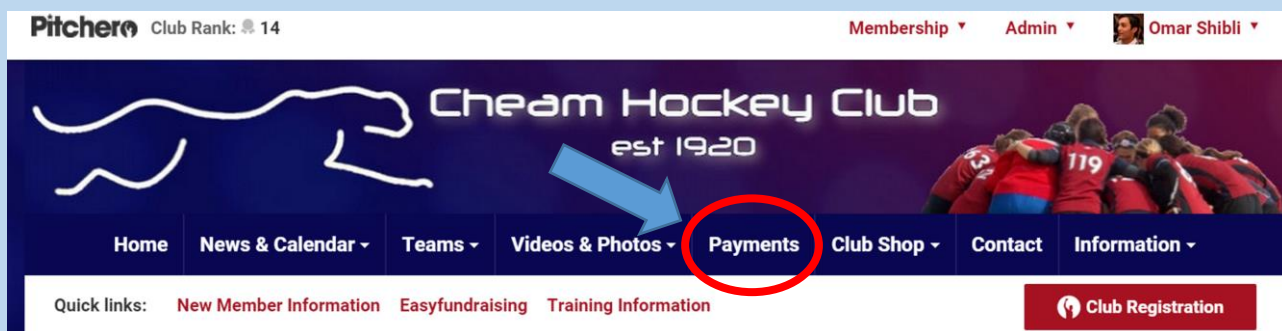 Pitchero Club Rank: 14 Membership Admin Omar Shibli
Cheam Hockey Club
est 1920
63
119
Home News & Calendar Teams Videos & Photos Payments Club Shop Contact Information
Quick links: New Member Information Easyfundraising Training Information Club Registration